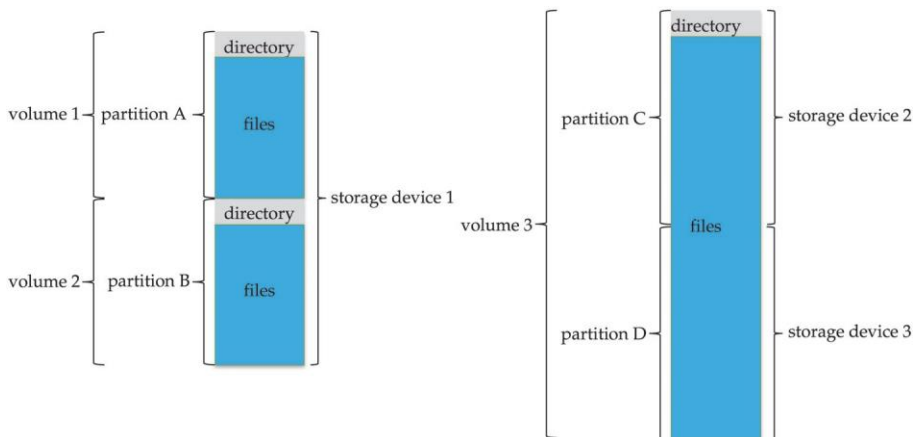 directory
volume 1
partition A
files
directory
storage device 1
volume 2
partition B
files
directory
partition C
storage device 2
volume 3
files
partition D
storage device 3